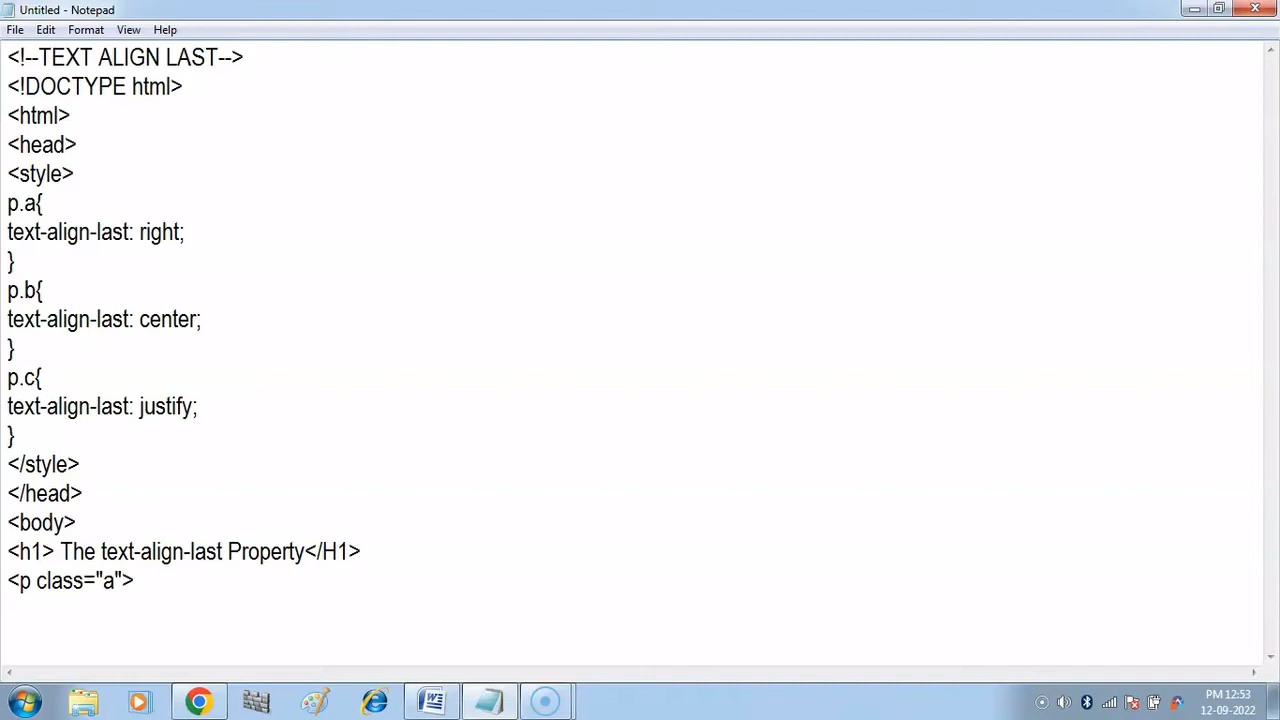 Untitled - Notepad
File Edit Format View Help
<!--TEXT ALIGN LAST-->
<!DOCTYPE html>
<html>
<head>
<style>
p.a{
text-align-last: right;
}
p.b{
text-align-last: center;
}
p.c{
text-align-last: justify;
}
</style>
</head>
<body>
<h1> The text-align-last Property</H1>
<p class="a">
PM 12:53
12-09-2022